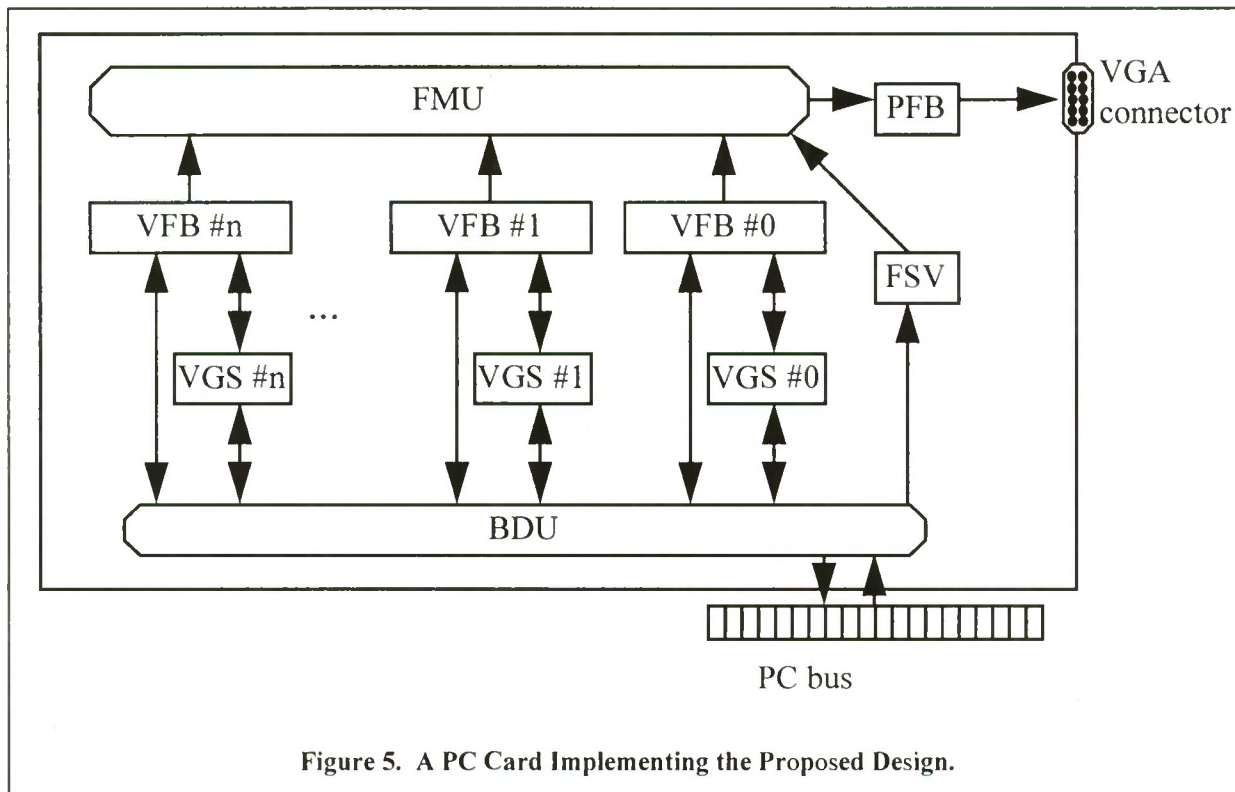 FMU
PFB
VGA
connector
VFB #n
VFB #1
VFB #0
FSV
...
VGS #n
VGS #1
VGS #0
BDU
PC bus
Figure 5. A PC Card Implementing the Proposed Design.